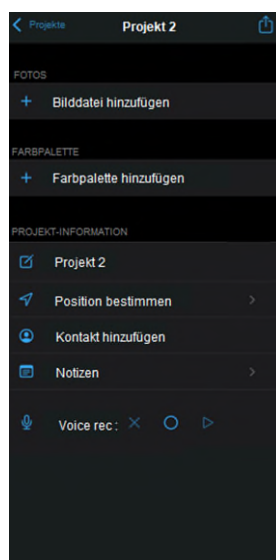 Projekte
Projekt 2
FOTOS
Bilddatei hinzufügen
FARBPALETTE
Farbpalette hinzufügen
PROJEKT-INFORMATION
Projekt 2
Position bestimmen
Kontakt hinzufügen
Notizen
Voice rec :